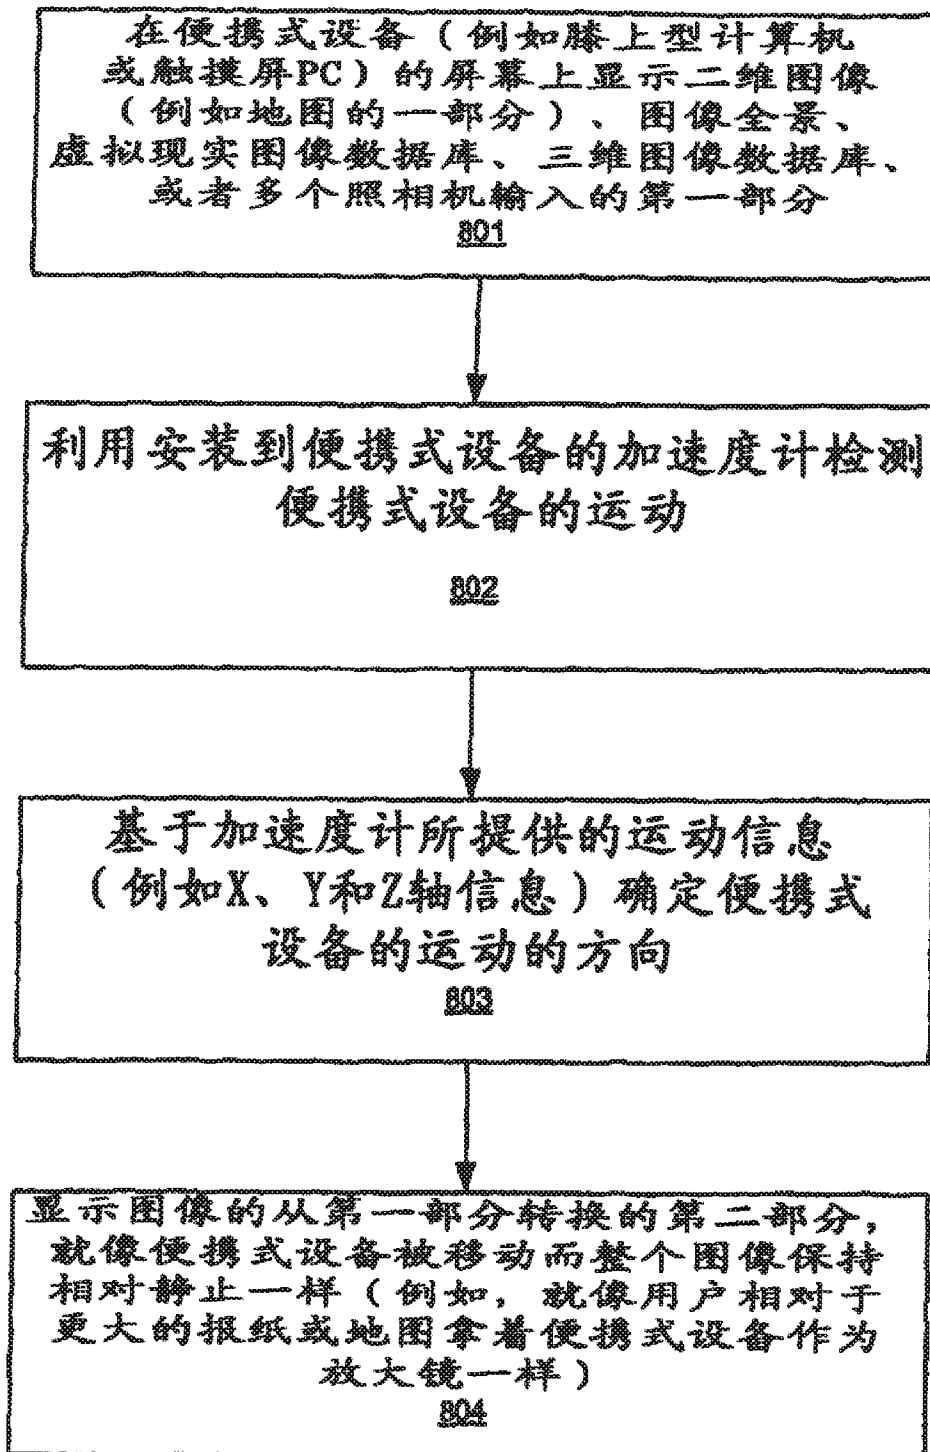 在便携式设备（例如膝上型计算机
或触摸屏PC）的屏幕上显示二维图像
（例如地图的一部分）、图像全景、
虚拟现实图像数据库、三维图像数据库、
或者多个照相机输入的第一部分
801
利用安装到便携式设备的加速度计检测
便携式设备的运动
802
基于加速度计所提供的运动信息
（例如X、Y和Z轴信息）确定便携式
设备的运动的方向
803
显示图像的从第一部分转换的第二部分，
就像便携式设备被移动而整个图像保持
相对静止一样（例如，就像用户相对于
更大的报纸或地图拿着便携式设备作为
放大镜一样）
804